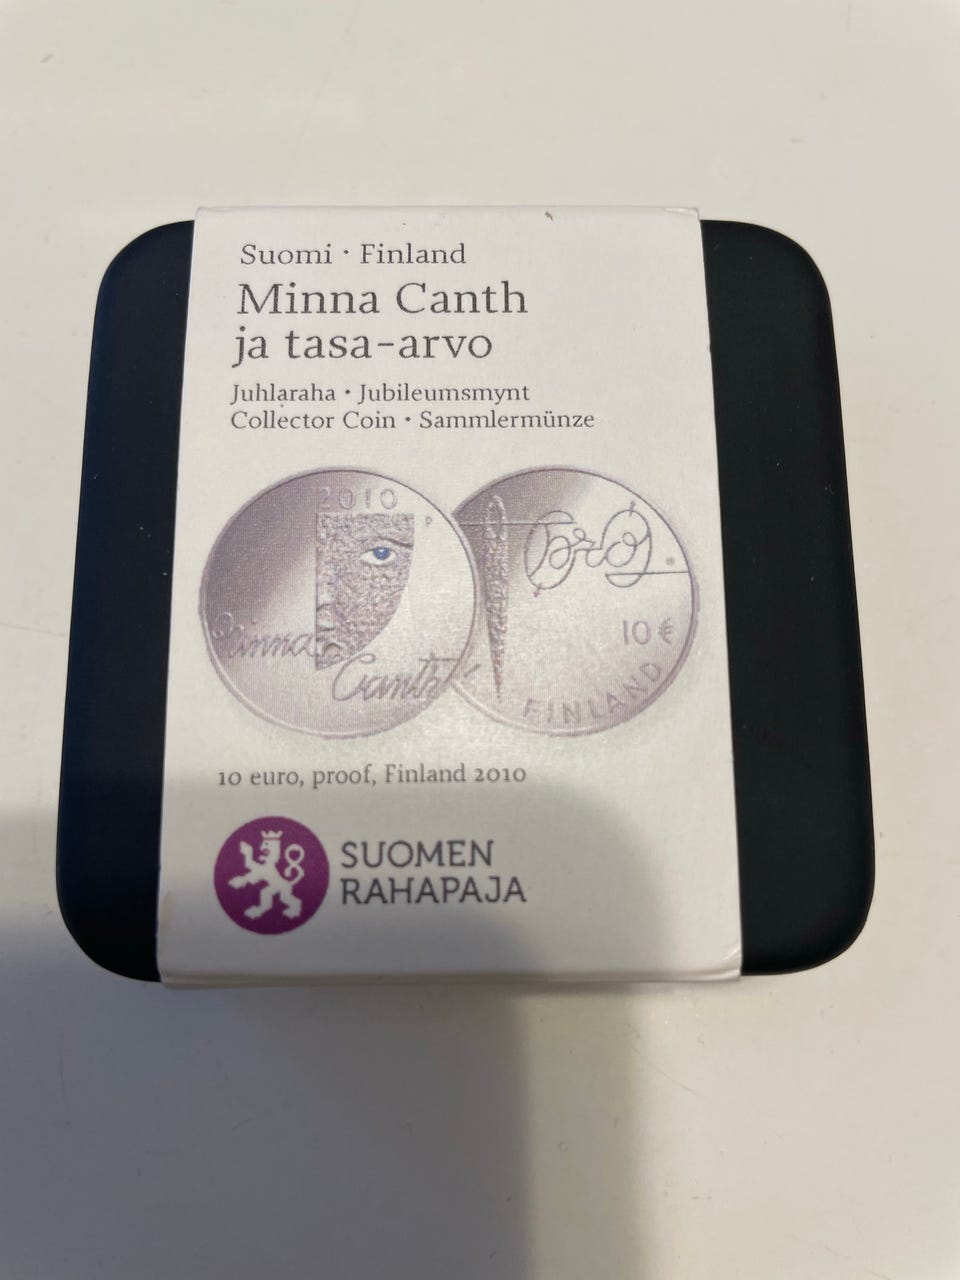 Suomi · Finland
Minna Canth
ja tasa-arvo
Juhlaraha · Jubileumsmynt
Collector Coin · Sammlermünze
2010
P
Minna
Canth
10 €
FINLAND
10 euro, proof, Finland 2010
SUOMEN
RAHAPAJA